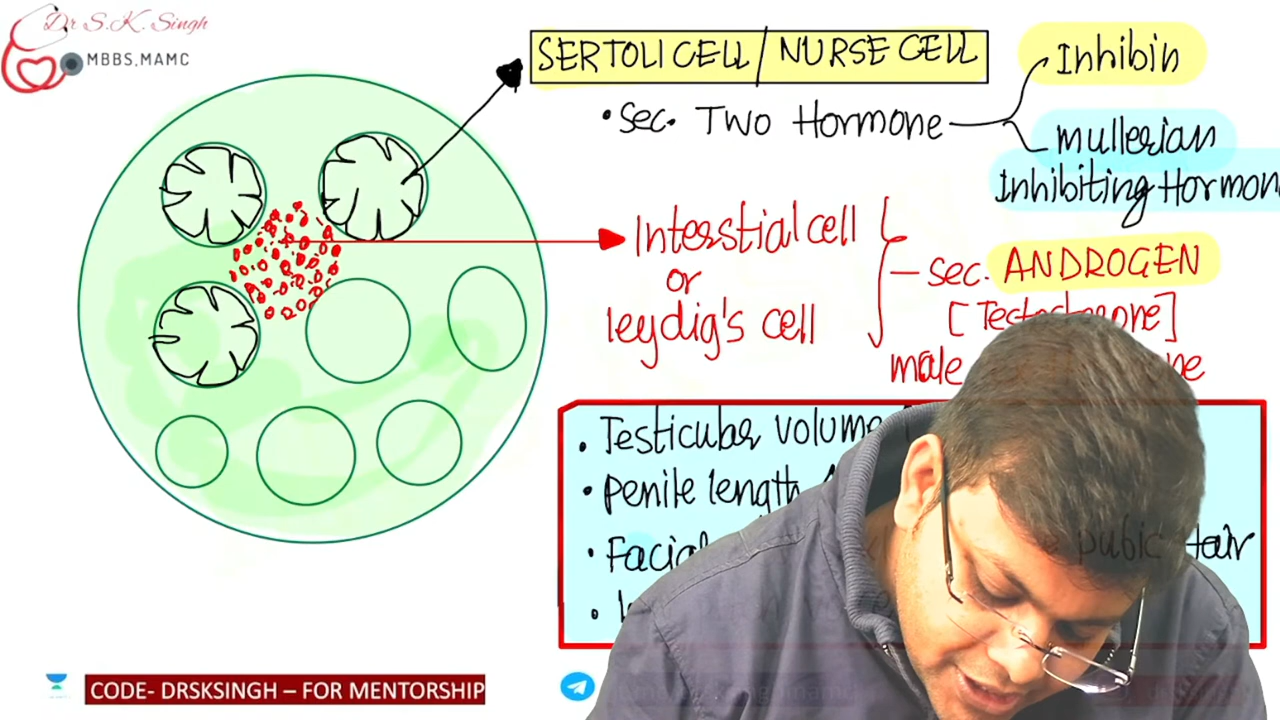 Dr S.K. Singh
MBBS,MAMC
SERTOLI CELL / NURSE CELL
Inhibin
• Sec. Two Hormone
mullerian
Inhibiting Hormon
Interstial cell
or
leydig's cell
sec. ANDROGEN
[
]
male
• Testicular volume
• Penile length
• Facial
pubic Hair
CODE- DRSKSINGH – FOR MENTORSHIP